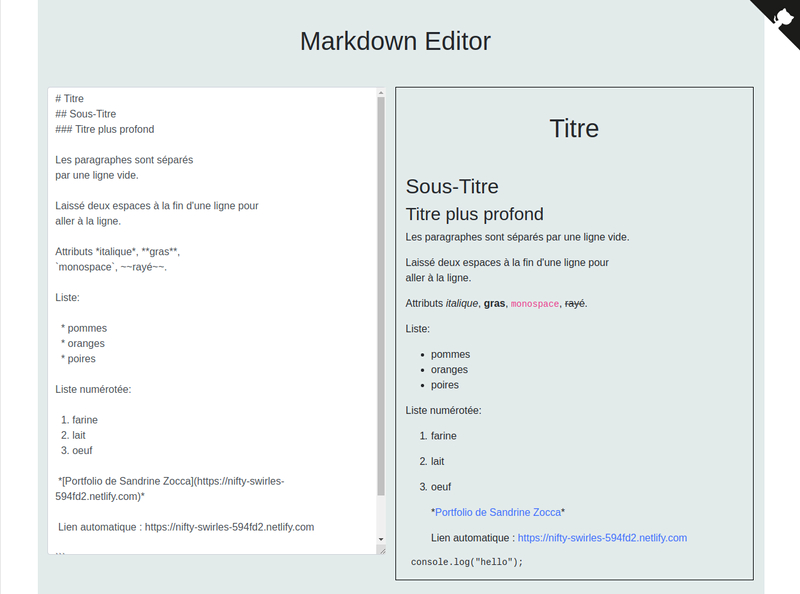 Markdown Editor
# Titre
## Sous-Titre
### Titre plus profond
Les paragraphes sont séparés
par une ligne vide.
Laissé deux espaces à la fin d'une ligne pour
aller à la ligne.
Attributs *italique*, **gras**,
`monospace`, ~~rayé~~.
Liste:
* pommes
* oranges
* poires
Liste numérotée:
1. farine
2. lait
3. oeuf
*[Portfolio de Sandrine Zocca](https://nifty-swirles-
594fd2.netlify.com)*
Lien automatique : https://nifty-swirles-594fd2.netlify.com
Titre
Sous-Titre
Titre plus profond
Les paragraphes sont séparés par une ligne vide.
Laissé deux espaces à la fin d'une ligne pour
aller à la ligne.
Attributs italique, gras, monospace, rayé.
Liste:
• pommes
• oranges
• poires
Liste numérotée:
1. farine
2. lait
3. oeuf
*Portfolio de Sandrine Zocca*
Lien automatique : https://nifty-swirles-594fd2.netlify.com
console.log("hello");